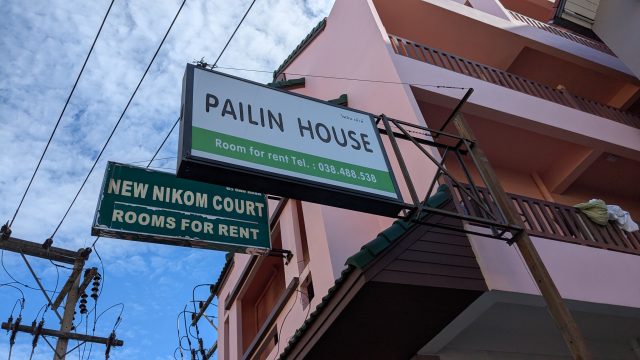 PAILIN HOUSE
Room for rent Tel. : 038.488.538
NEW NIKOM COURT
ROOMS FOR RENT